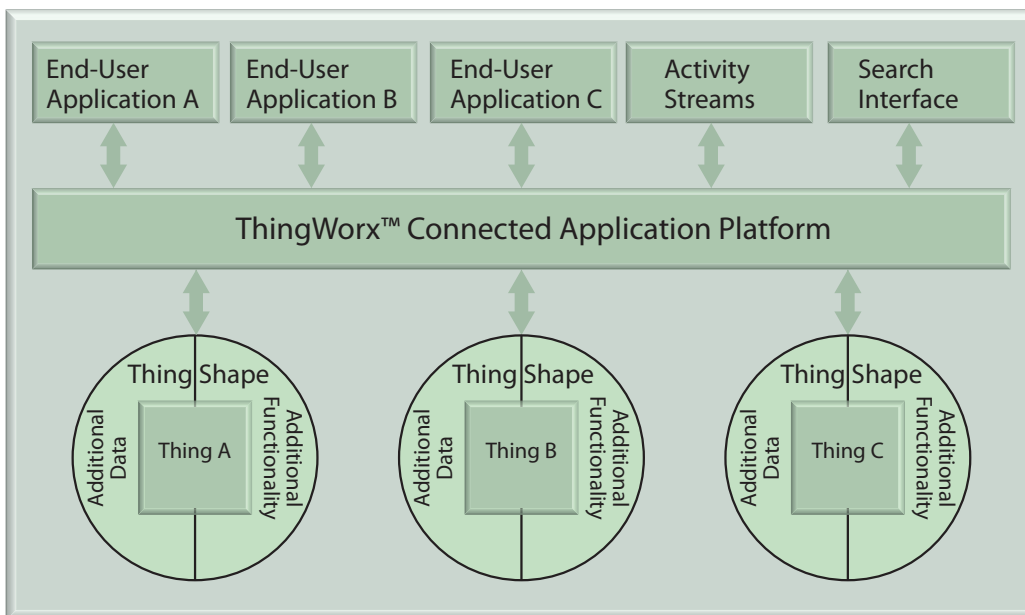 End-User
Application A
End-User
Application B
End-User
Application C
Activity
Streams
Search
Interface
ThingWorx™ Connected Application Platform
Thing Shape
Additional
Data
Thing A
Additional
Functionality
Thing Shape
Additional
Data
Thing B
Additional
Functionality
Thing Shape
Additional
Data
Thing C
Additional
Functionality